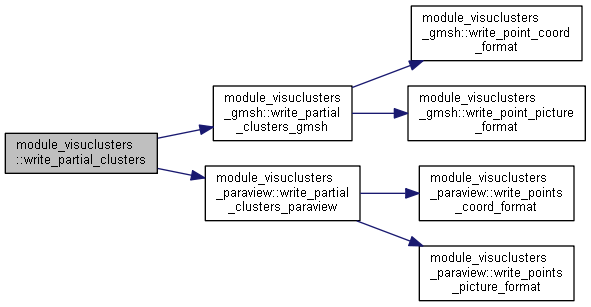 module_visuclusters
::write_partial_clusters
module_visuclusters
_gmsh::write_partial
_clusters_gmsh
module_visuclusters
_paraview::write_partial
_clusters_paraview
module_visuclusters
_gmsh::write_point_coord
_format
module_visuclusters
_gmsh::write_point_picture
_format
module_visuclusters
_paraview::write_points
_coord_format
module_visuclusters
_paraview::write_points
_picture_format